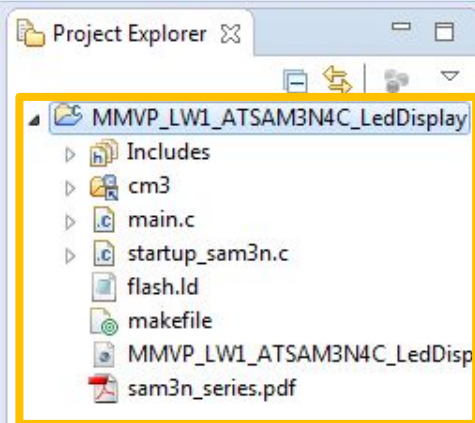 Project Explorer
MMVP_LW1_ATSAM3N4C_LedDisplay
Includes
cm3
main.c
startup_sam3n.c
flash.ld
makefile
MMVP_LW1_ATSAM3N4C_LedDisp
sam3n_series.pdf